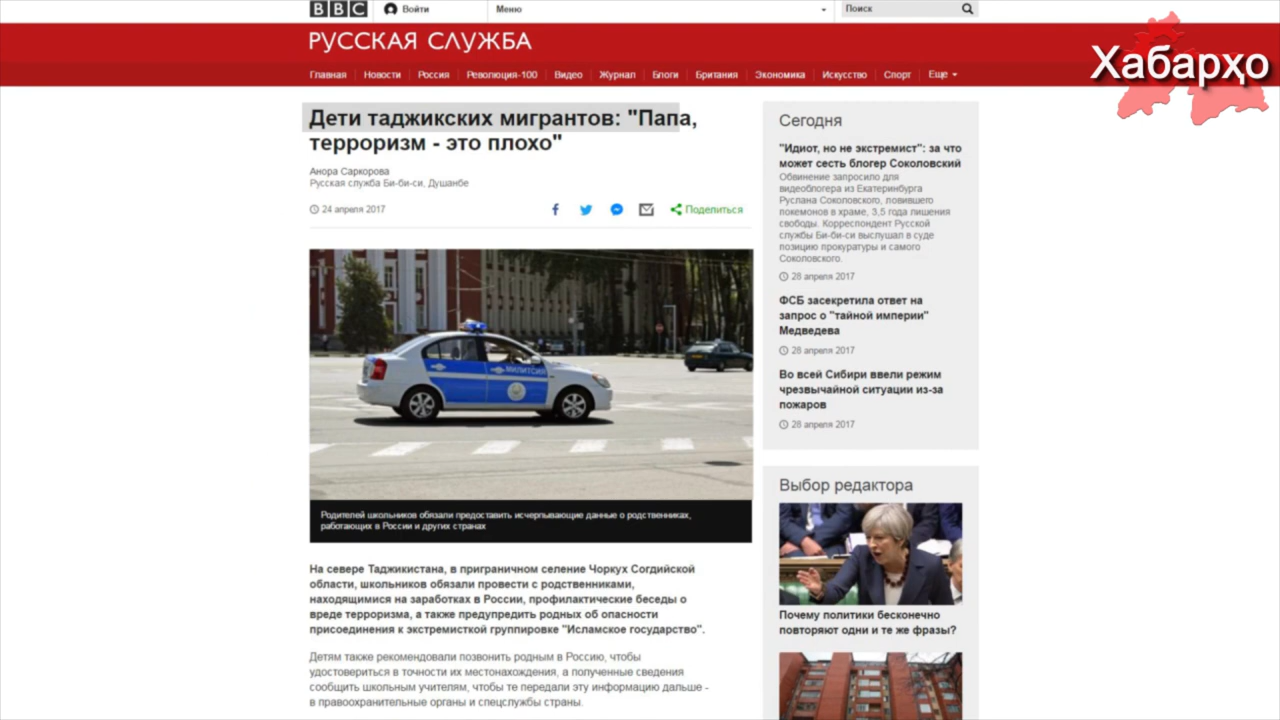 BBC
Войти
Меню
Поиск
РУССКАЯ СЛУЖБА
Хабарҳо
Главная
Новости
Россия
Революция-100
Видео
Журнал
Блоги
Британия
Экономика
Искусство
Спорт
Еще
Дети таджикских мигрантов: "Папа,
терроризм - это плохо"
Анора Саркорова
Русская служба Би-би-си, Душанбе
24 апреля 2017
Поделиться
МИЛИТСИЯ
Родителей школьников обязали предоставить исчерпывающие данные о родственниках,
работающих в России и других странах
На севере Таджикистана, в приграничном селение Чоркух Согдийской
области, школьников обязали провести с родственниками,
находящимися на заработках в России, профилактические беседы о
вреде терроризма, а также предупредить родных об опасности
присоединения к экстремисткой группировке "Исламское государство".
Детям также рекомендовали позвонить родным в Россию, чтобы
удостовериться в точности их местонахождения, а полученные сведения
сообщить школьным учителям, чтобы те передали эту информацию дальше -
в правоохранительные органы и спецслужбы страны.
Сегодня
"Идиот, но не экстремист": за что
может сесть блогер Соколовский
Обвинение запросило для
видеоблогера из Екатеринбурга
Руслана Соколовского, ловившего
покемонов в храме, 3,5 года лишения
свободы. Корреспондент Русской
службы Би-би-си выслушал в суде
позицию прокуратуры и самого
Соколовского.
28 апреля 2017
ФСБ засекретила ответ на
запрос о "тайной империи"
Медведева
28 апреля 2017
Во всей Сибири ввели режим
чрезвычайной ситуации из-за
пожаров
28 апреля 2017
Выбор редактора
Почему политики бесконечно
повторяют одни и те же фразы?